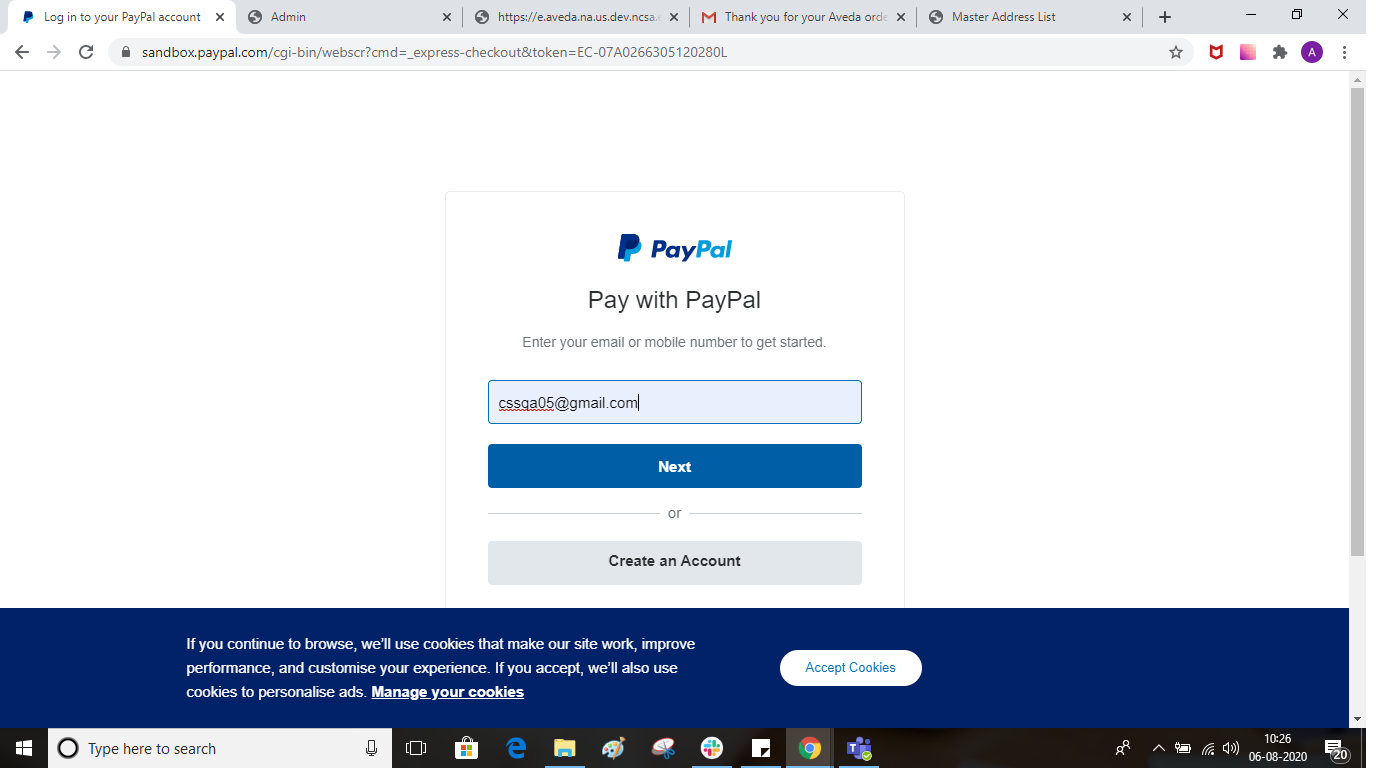 Log in to your PayPal account
Admin
https://e.aveda.na.us.dev.ncsa.
Thank you for your Aveda orde
Master Address List
sandbox.paypal.com/cgi-bin/webscr?cmd=_express-checkout&token=EC-07A0266305120280L
A
PayPal
Pay with PayPal
Enter your email or mobile number to get started.
cssqa05@gmail.com
Next
or
Create an Account
If you continue to browse, we'll use cookies that make our site work, improve
performance, and customise your experience. If you accept, we'll also use
cookies to personalise ads. Manage your cookies
Accept Cookies
Type here to search
10:26
06-08-2020
20